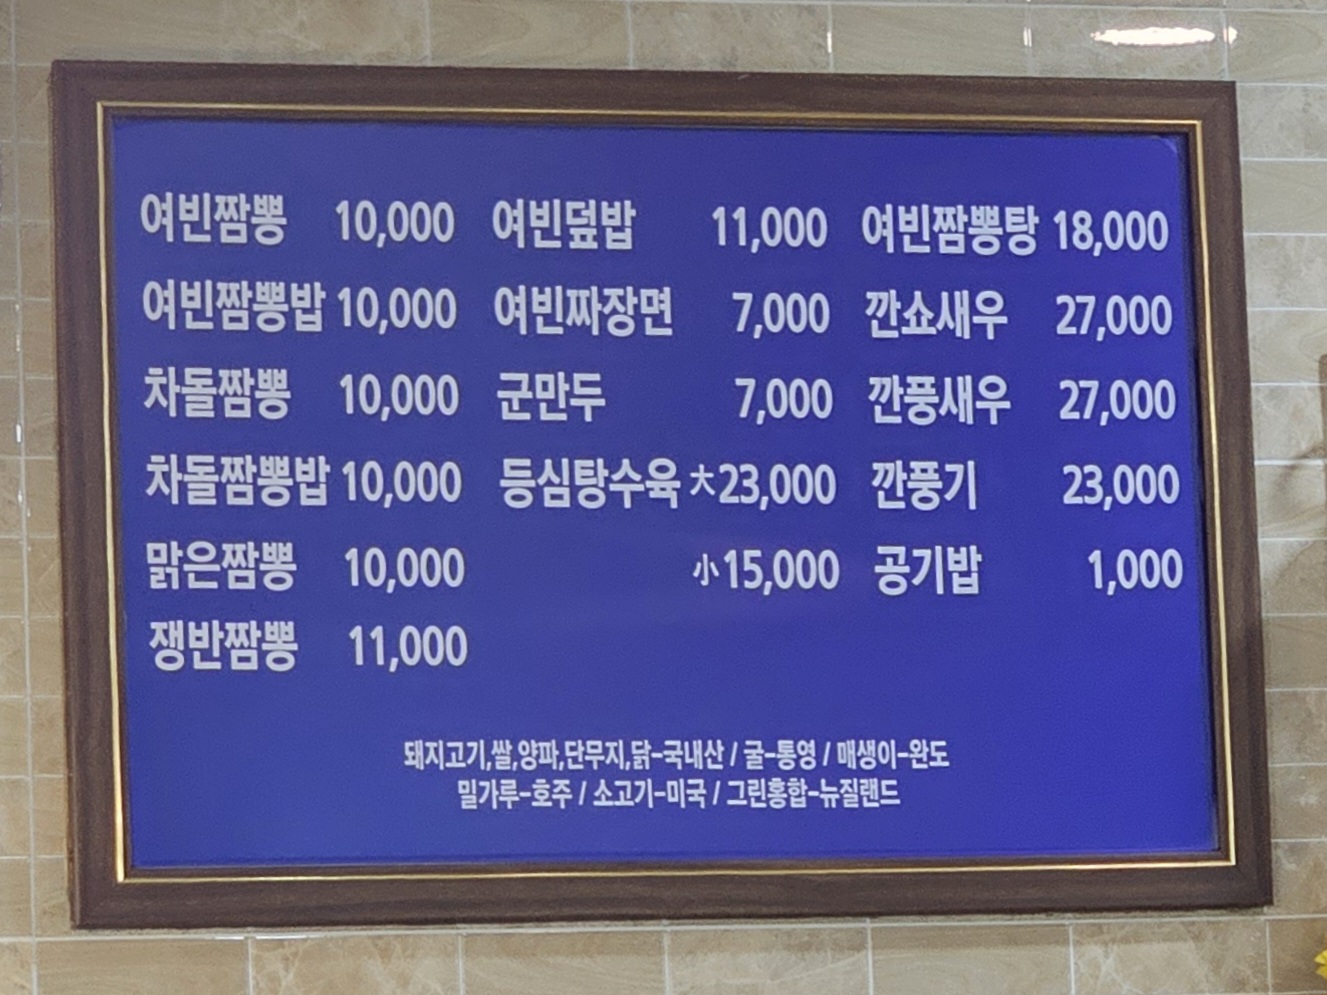 여빈짬뽕 10,000 여빈덮밥 11,000 여빈짬뽕탕 18,000
여빈짬뽕밥 10,000 여빈짜장면 7,000 깐쇼새우 27,000
차돌짬뽕 10,000 군만두 7,000 깐풍새우 27,000
차돌짬뽕밥 10,000 등심탕수육 大23,000 깐풍기 23,000
맑은짬뽕 10,000 小15,000 공기밥 1,000
쟁반짬뽕 11,000
돼지고기,쌀,양파,단무지,닭-국내산 / 굴-통영 / 매생이-완도
밀가루-호주 / 소고기-미국 / 그린홍합-뉴질랜드